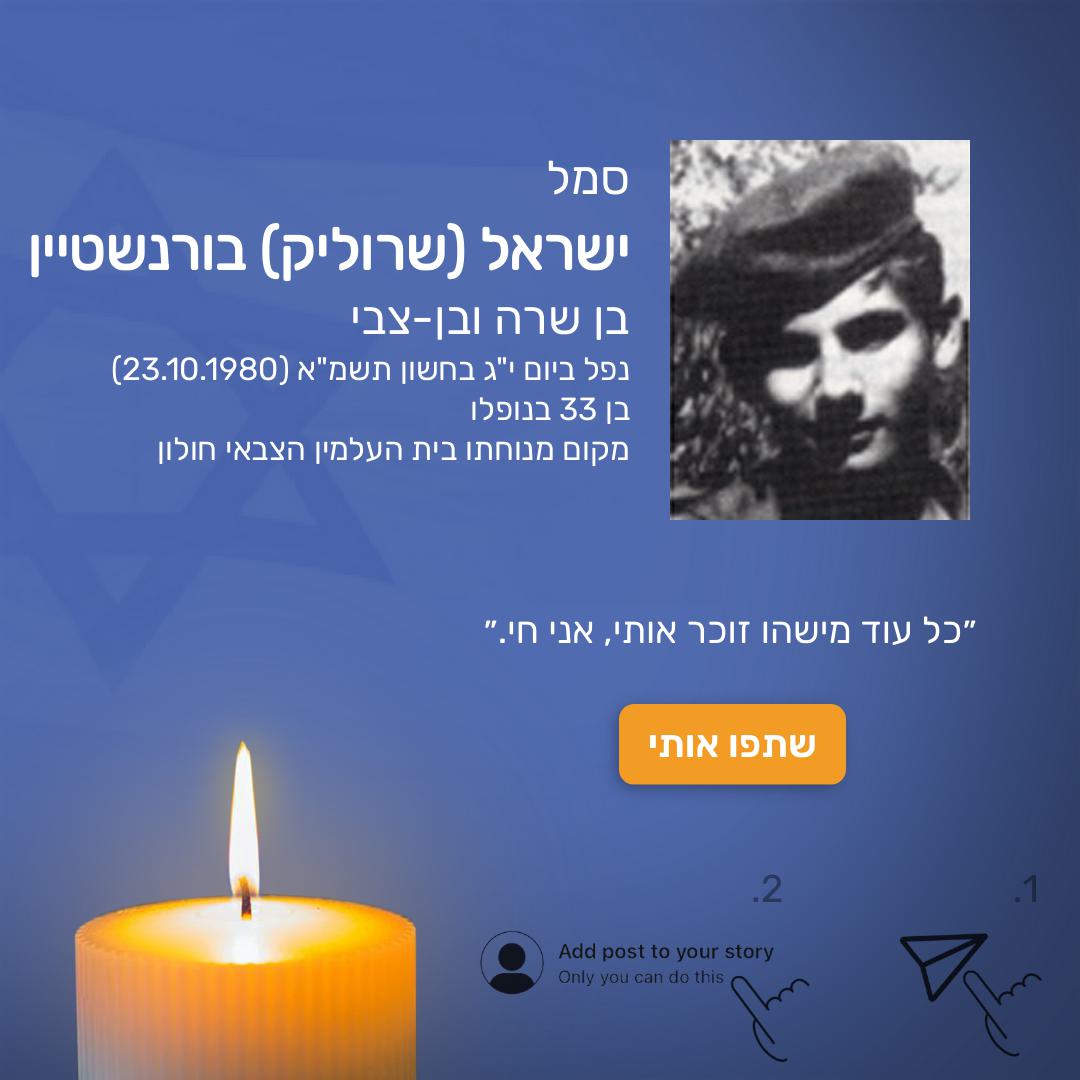 סמל
ישראל (שרוליק) בורנשטיין
בן שרה ובן-צבי
נפל ביום י"ג בחשון תשמ"א (23.10.1980)
בן 33 בנופלו
מקום מנוחתו בית העלמין הצבאי חולון
״כל עוד מישהו זוכר אותי, אני חי.״
שתפו אותי
1.
2.
Add post to your story
Only you can do this